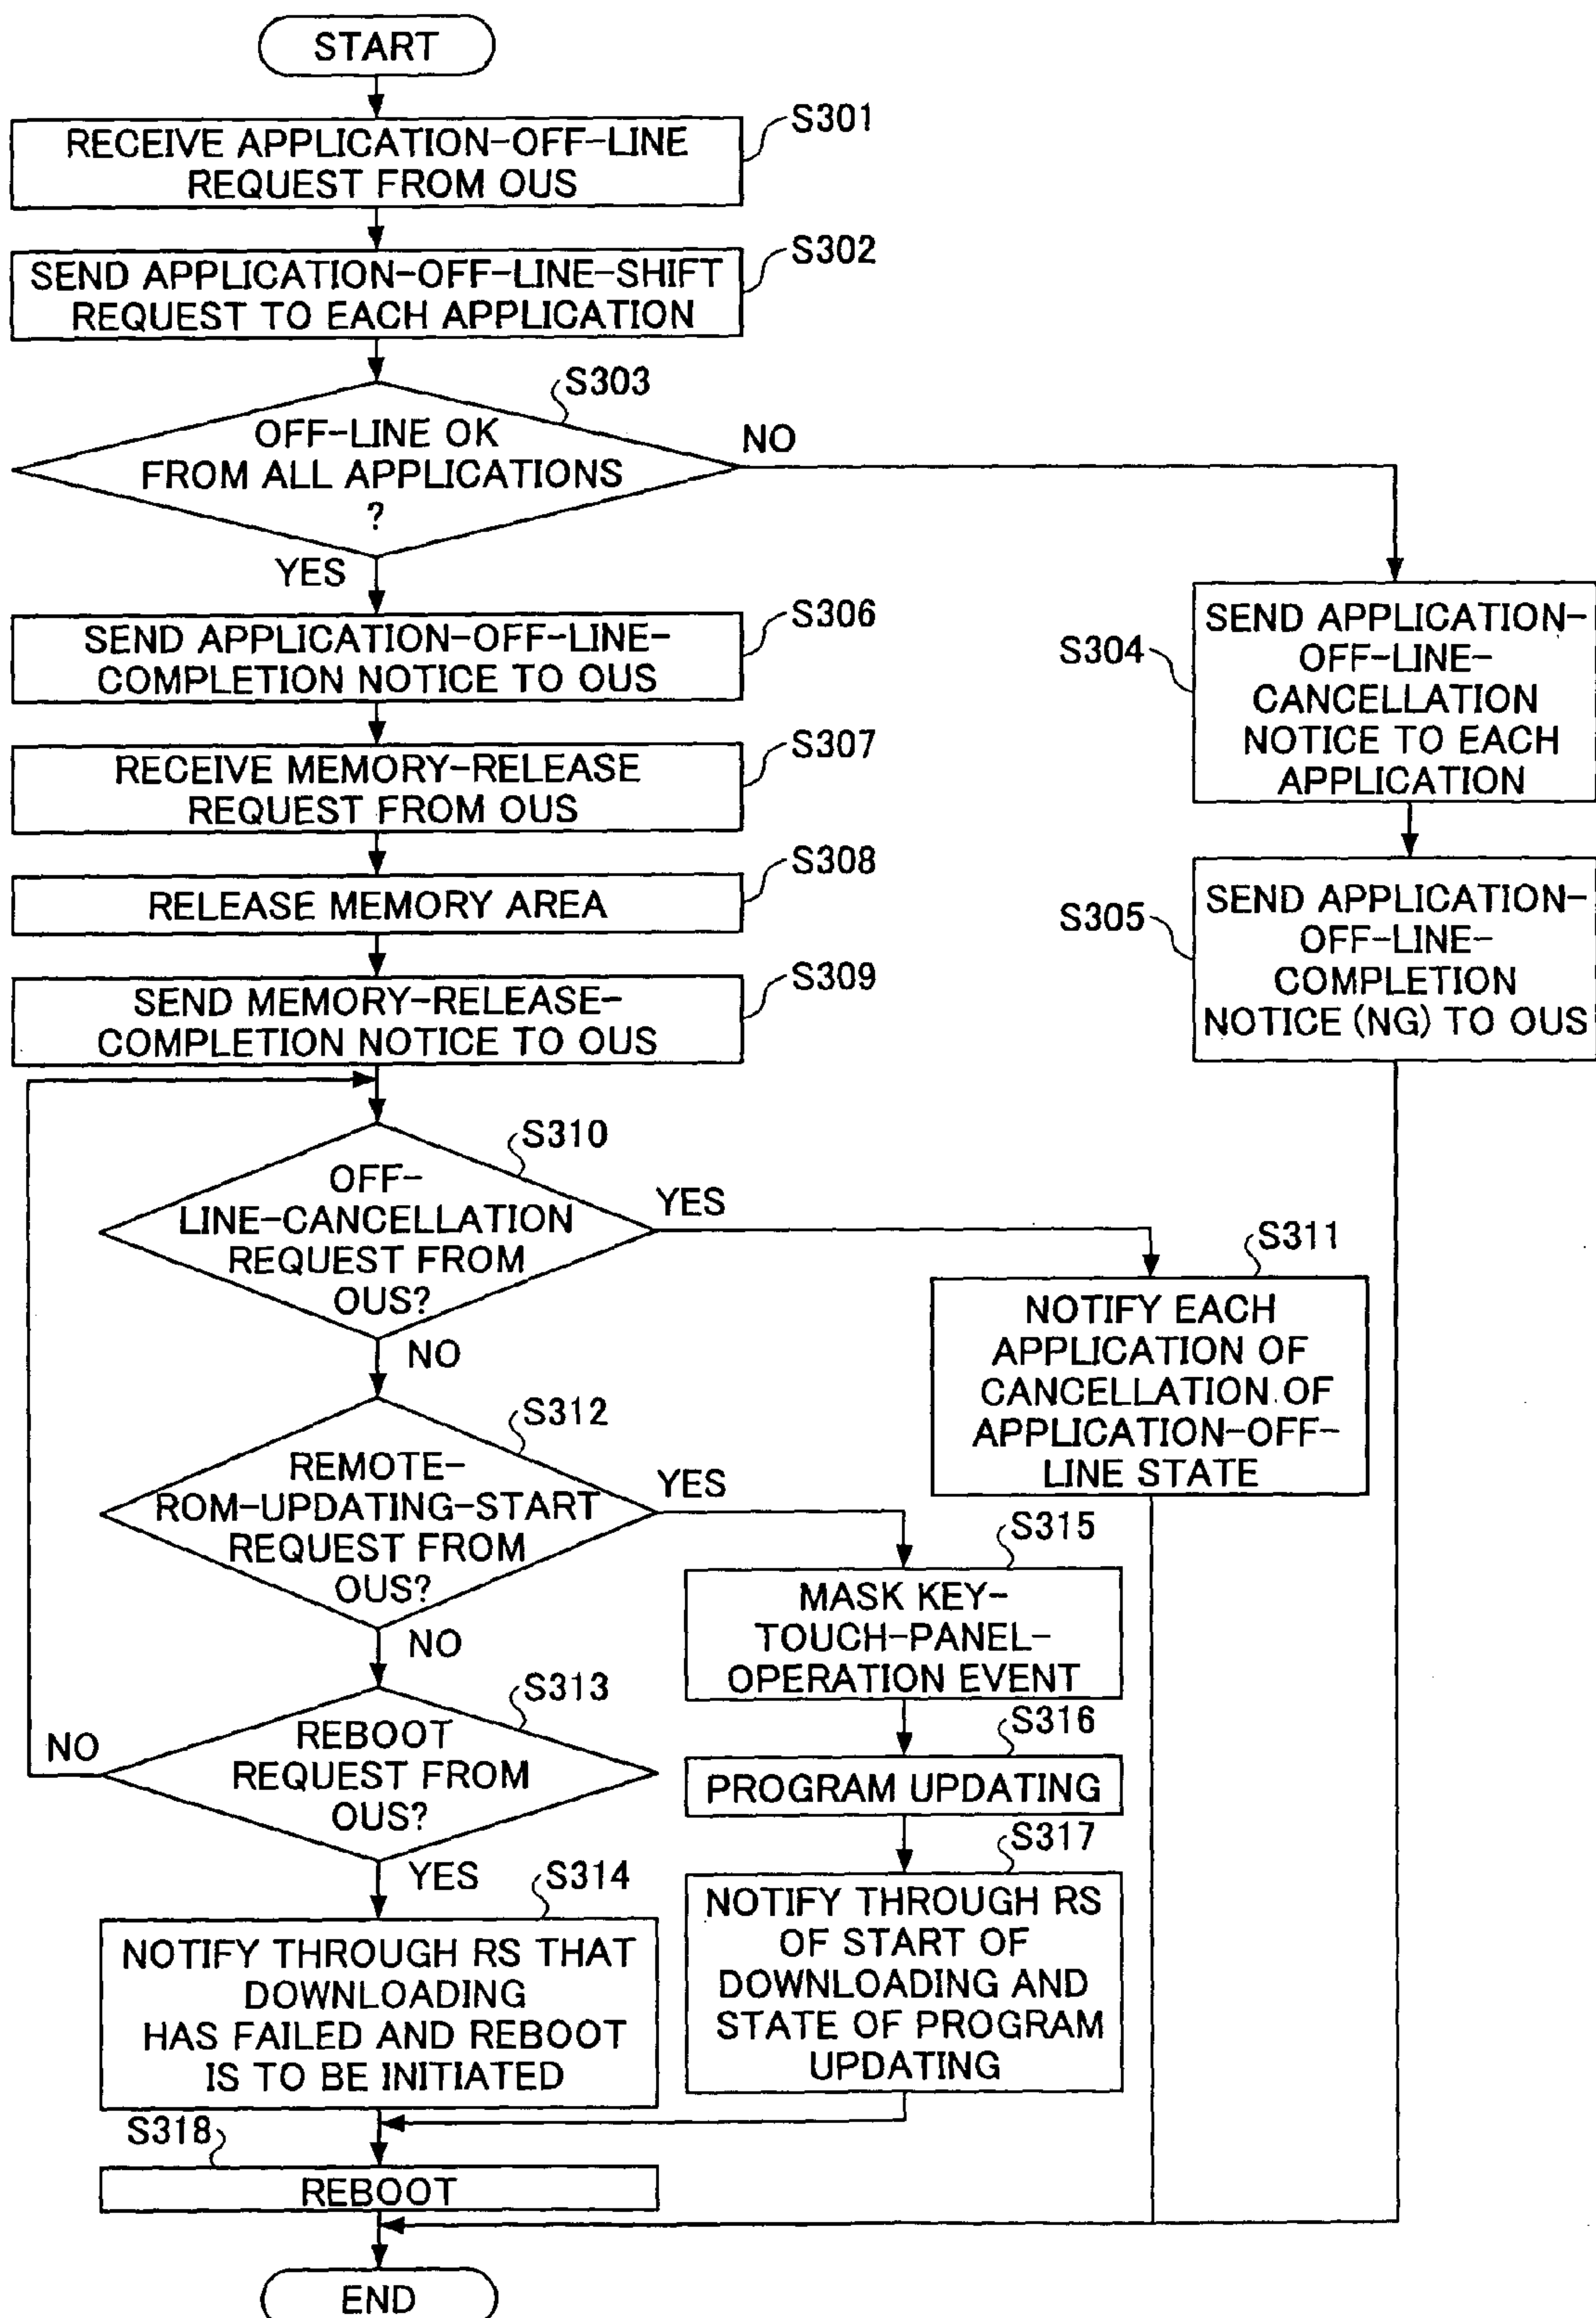 START
S301
RECEIVE APPLICATION-OFF-LINE
REQUEST FROM OUS
S302
SEND APPLICATION-OFF-LINE-SHIFT
REQUEST TO EACH APPLICATION
S303
OFF-LINE OK
FROM ALL APPLICATIONS
?
NO
YES
S306
SEND APPLICATION-OFF-LINE-
COMPLETION NOTICE TO OUS
S304
SEND APPLICATION-
OFF-LINE-
CANCELLATION
NOTICE TO EACH
APPLICATION
S307
RECEIVE MEMORY-RELEASE
REQUEST FROM OUS
S308
RELEASE MEMORY AREA
S305
SEND APPLICATION-
OFF-LINE-
COMPLETION
NOTICE (NG) TO OUS
S309
SEND MEMORY-RELEASE-
COMPLETION NOTICE TO OUS
S310
OFF-
LINE-CANCELLATION
REQUEST FROM
OUS?
YES
NO
S311
NOTIFY EACH
APPLICATION OF
CANCELLATION OF
APPLICATION-OFF-
LINE STATE
S312
REMOTE-
ROM-UPDATING-START
REQUEST FROM
OUS?
YES
NO
S315
MASK KEY-
TOUCH-PANEL-
OPERATION EVENT
S313
REBOOT
REQUEST FROM
OUS?
NO
YES
S316
PROGRAM UPDATING
S317
NOTIFY THROUGH RS
OF START OF
DOWNLOADING AND
STATE OF PROGRAM
UPDATING
S314
NOTIFY THROUGH RS THAT
DOWNLOADING
HAS FAILED AND REBOOT
IS TO BE INITIATED
S318
REBOOT
END